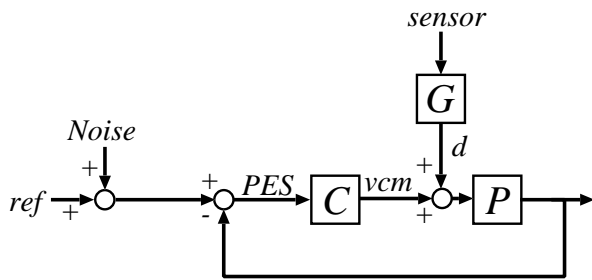 sensor
G
Noise
+
+
d
ref
+
+
-
PES
C
vcm
+
P